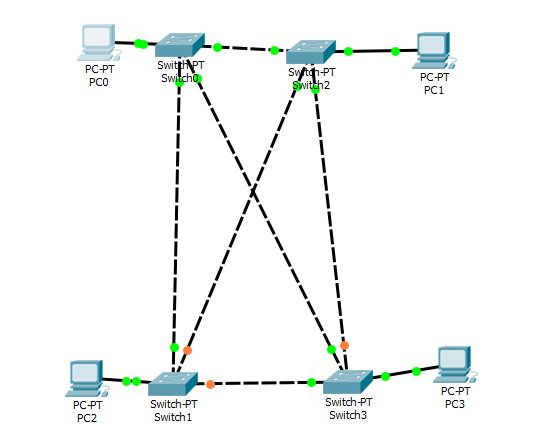 PC-PT
PC0
Switch-PT
Switch0
Switch-PT
Switch2
PC-PT
PC1
PC-PT
PC2
Switch-PT
Switch1
Switch-PT
Switch3
PC-PT
PC3